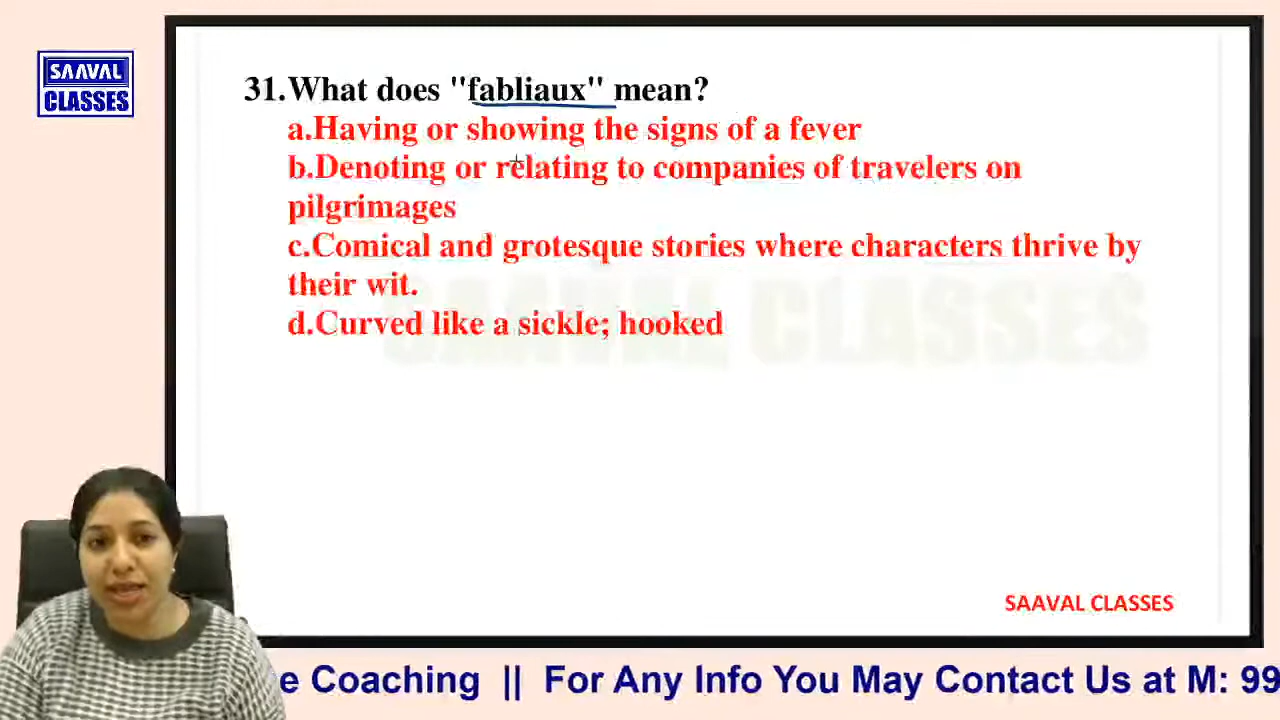 SAAVAL
CLASSES
31.What does "fabliaux" mean?
a.Having or showing the signs of a fever
b.Denoting or relating to companies of travelers on
pilgrimages
c.Comical and grotesque stories where characters thrive by
their wit.
d.Curved like a sickle; hooked
SAAVAL CLASSES
SAAVAL CLASSES
e Coaching || For Any Info You May Contact Us at M: 99